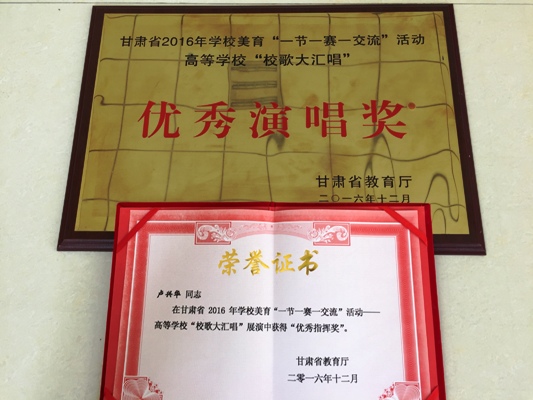 甘肃省2016年学校美育“一节一赛一交流”活动
高等学校“校歌大汇唱”
优秀演唱奖
甘肃省教育厅
二〇一六年十二月
荣誉证书
卢兴华 同志
在甘肃省 2016 年学校美育“一节一赛一交流”活动——
高等学校“校歌大汇唱”展演中获得“优秀指挥奖”。
甘肃省教育厅
二零一六年十二月